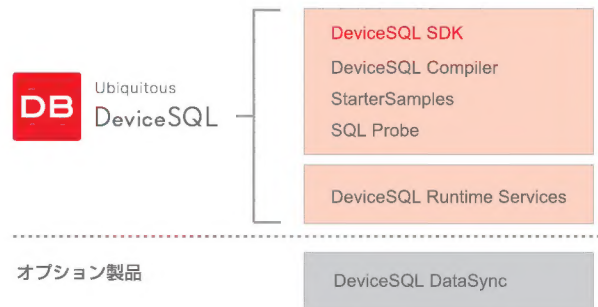 DeviceSQL SDK
DeviceSQL Compiler
StarterSamples
SQL Probe
DB
Ubiquitous
DeviceSQL
DeviceSQL Runtime Services
オプション製品
DeviceSQL DataSync